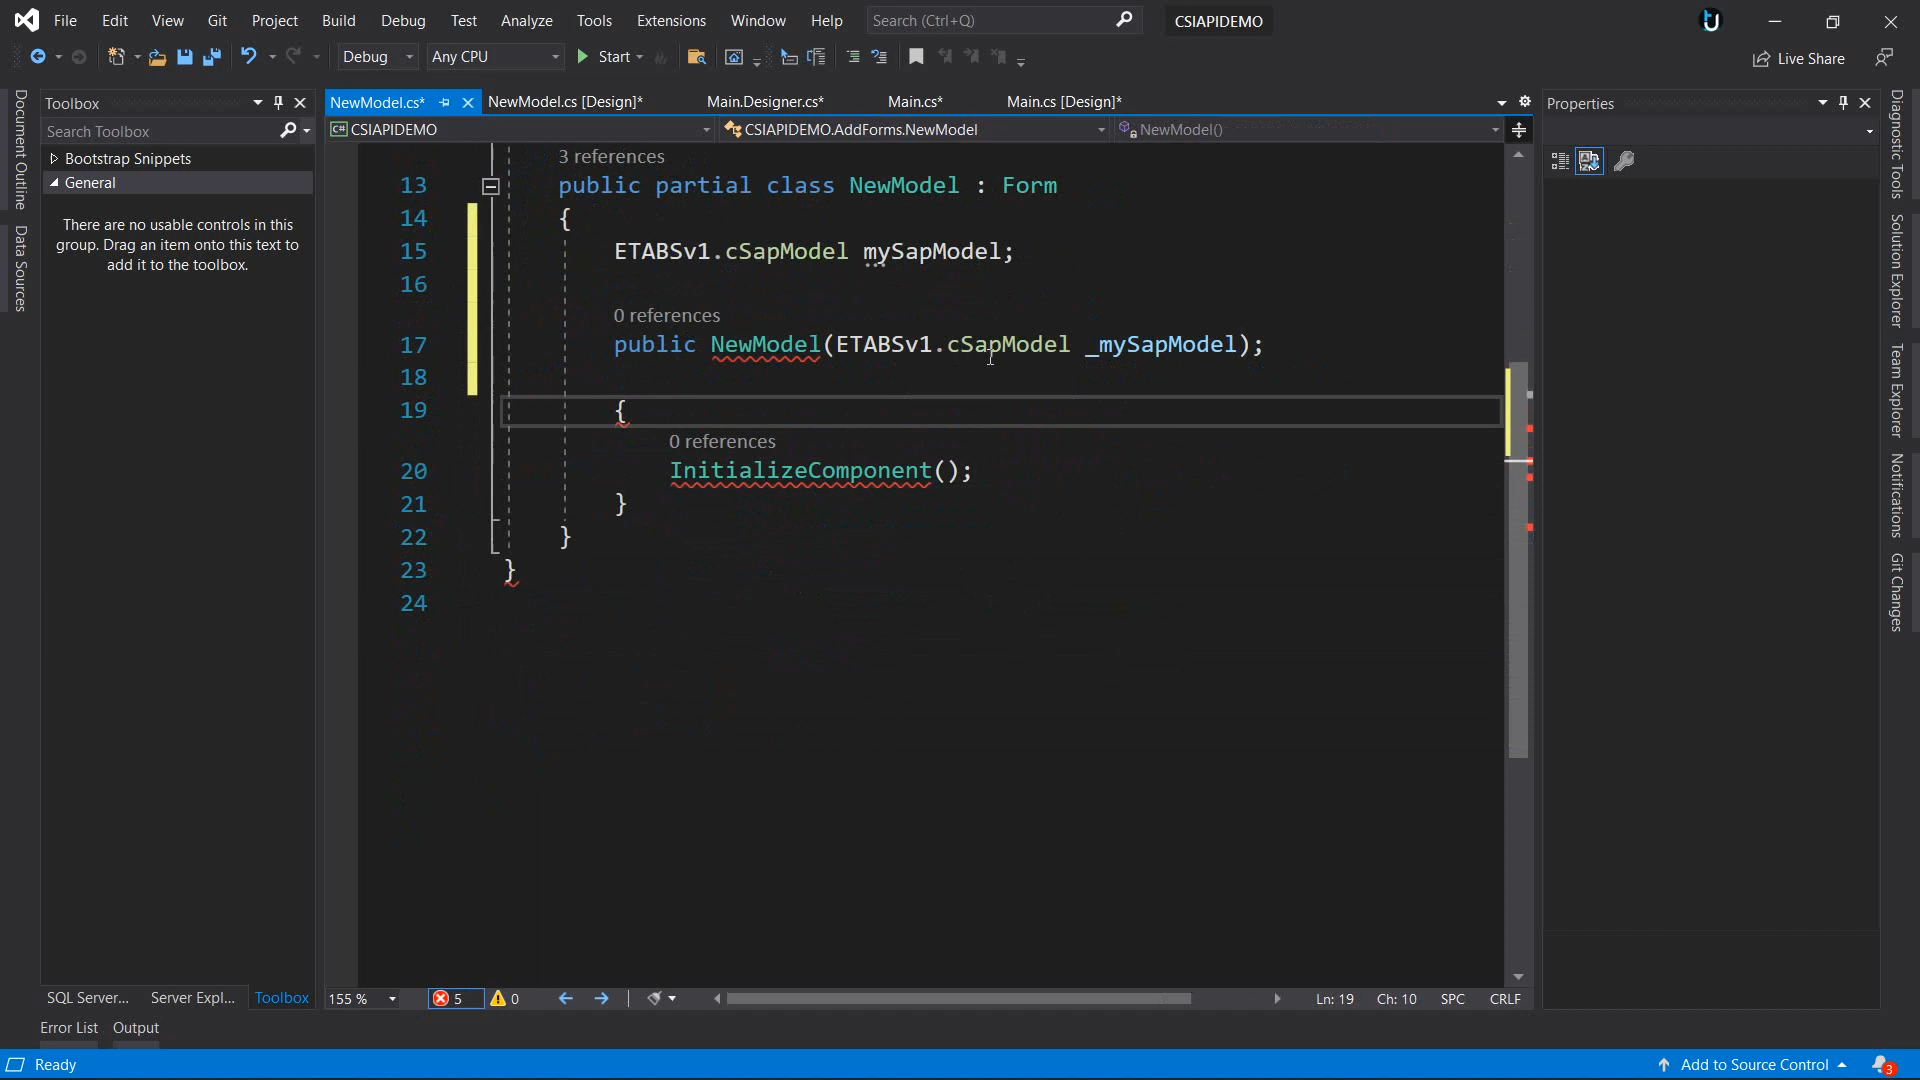 File Edit View Git Project Build Debug Test Analyze Tools Extensions Window Help Search (Ctrl+Q) CSIAPIDEMO
Debug Any CPU Start Live Share
Toolbox
Search Toolbox
Bootstrap Snippets
General
There are no usable controls in this
group. Drag an item onto this text to
add it to the toolbox.
Document Outline
Data Sources
NewModel.cs* NewModel.cs [Design]* Main.Designer.cs* Main.cs* Main.cs [Design]*
CSIAPIDEMO CSIAPIDEMO.AddForms.NewModel NewModel()
3 references
13 public partial class NewModel : Form
14 {
15 ETABSv1.cSapModel mySapModel;
16
0 references
17 public NewModel(ETABSv1.cSapModel _mySapModel);
18
19 {
0 references
20 InitializeComponent();
21 }
22 }
23 }
24
Properties
Diagnostic Tools
Solution Explorer
Team Explorer
Notifications
Git Changes
SQL Server... Server Expl... Toolbox
155 % 5 0 Ln: 19 Ch: 10 SPC CRLF
Error List Output
Ready Add to Source Control 3